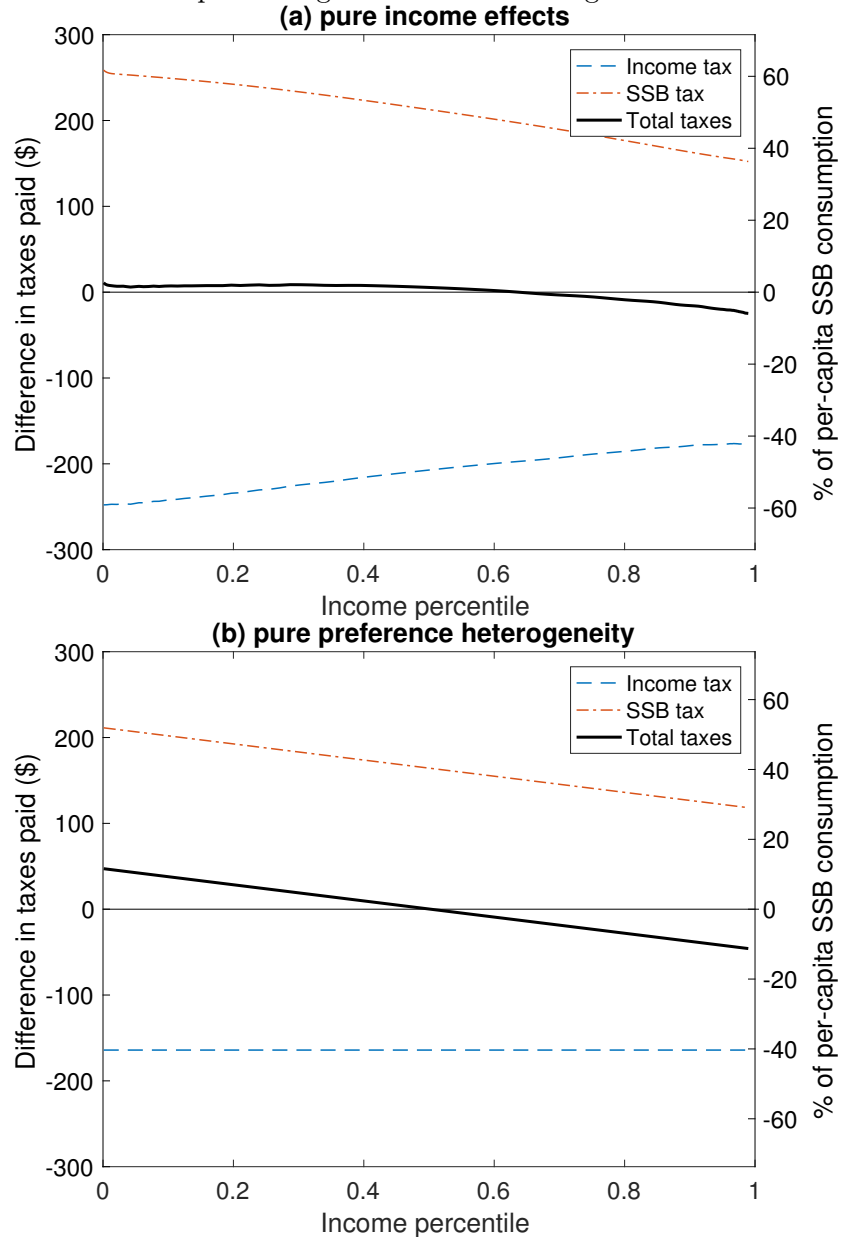 (a) pure income effects
300
200
100
0
-100
-200
-300
Difference in taxes paid ($)
Income tax
SSB tax
Total taxes
60
40
20
0
-20
-40
-60
% of per-capita SSB consumption
0 0.2 0.4 0.6 0.8 1
Income percentile
(b) pure preference heterogeneity
300
200
100
0
-100
-200
-300
Difference in taxes paid ($)
Income tax
SSB tax
Total taxes
60
40
20
0
-20
-40
-60
% of per-capita SSB consumption
0 0.2 0.4 0.6 0.8 1
Income percentile